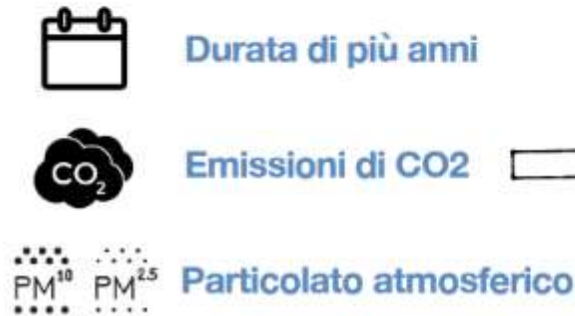 Durata di più anni
CO2 Emissioni di CO2
PM10 PM2.5 Particolato atmosferico